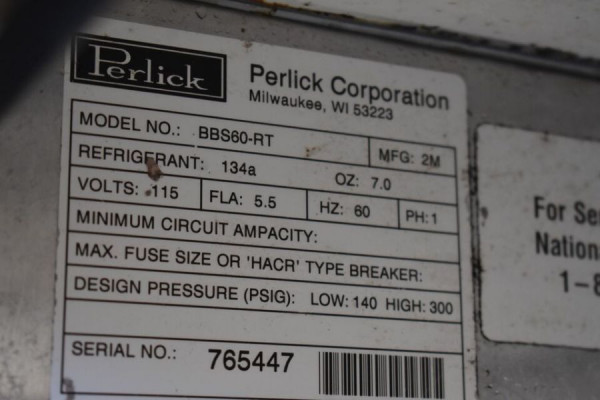 Perlick
Perlick Corporation
Milwaukee, WI 53223
MODEL NO.: BBS60-RT MFG: 2M
REFRIGERANT: 134a OZ: 7.0
VOLTS: 115 FLA: 5.5 HZ: 60 PH: 1
MINIMUM CIRCUIT AMPACITY:
MAX. FUSE SIZE OR 'HACR' TYPE BREAKER:
DESIGN PRESSURE (PSIG): LOW: 140 HIGH: 300
SERIAL NO.: 765447
For Se
Nation
1-8